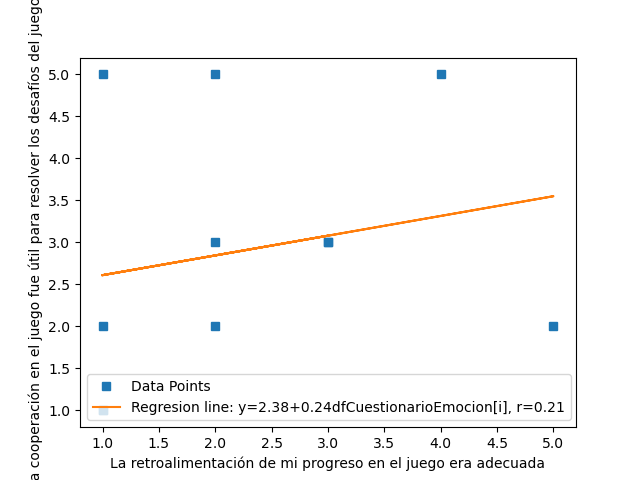 a cooperación en el juego fue útil para resolver los desafíos del juego
5.0
4.5
4.0
3.5
3.0
2.5
2.0
1.5
1.0
Data Points
Regresion line: y=2.38+0.24dfCuestionarioEmocion[i], r=0.21
1.0 1.5 2.0 2.5 3.0 3.5 4.0 4.5 5.0
La retroalimentación de mi progreso en el juego era adecuada